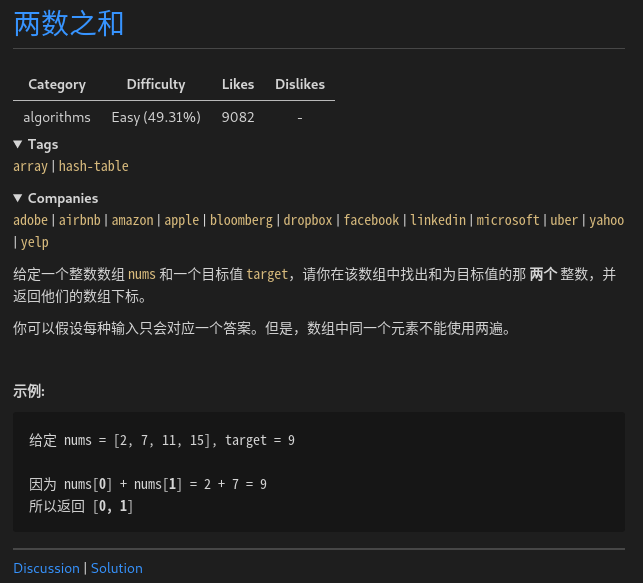 两数之和
Category Difficulty Likes Dislikes
algorithms Easy (49.31%) 9082 -
▼ Tags
array | hash-table
▼ Companies
adobe | airbnb | amazon | apple | bloomberg | dropbox | facebook | linkedin | microsoft | uber | yahoo
| yelp
给定一个整数数组 nums 和一个目标值 target，请你在该数组中找出和为目标值的那 两个 整数，并
返回他们的数组下标。
你可以假设每种输入只会对应一个答案。但是，数组中同一个元素不能使用两遍。
示例:
给定 nums = [2, 7, 11, 15], target = 9
因为 nums[0] + nums[1] = 2 + 7 = 9
所以返回 [0, 1]
Discussion | Solution